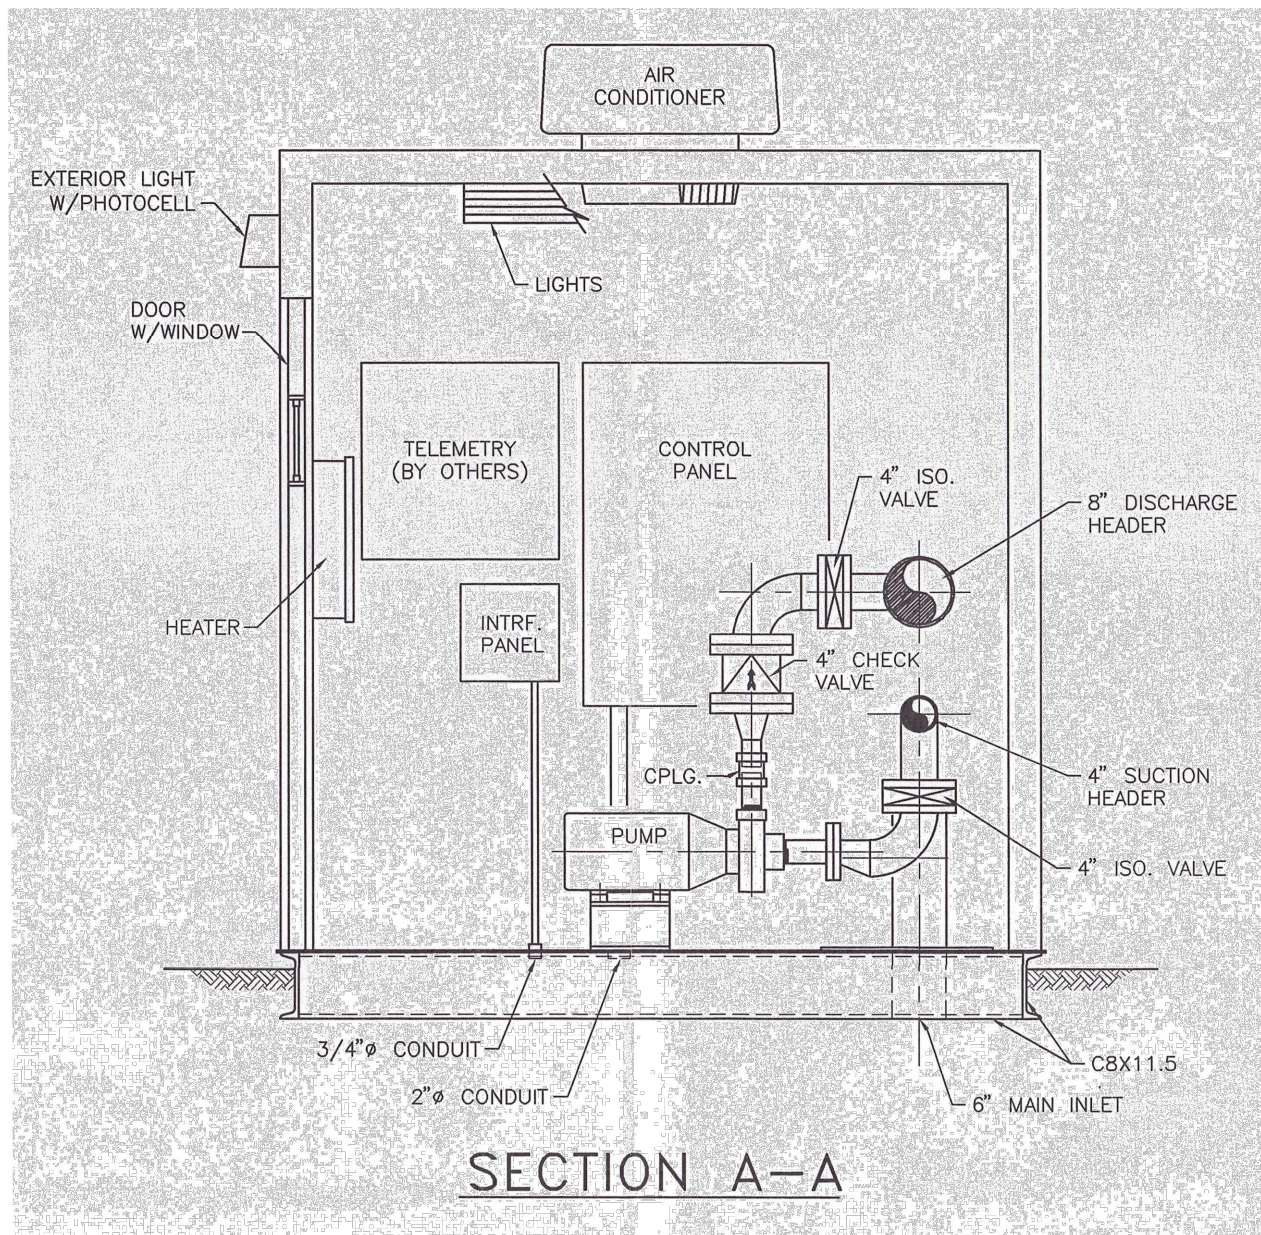 AIR
CONDITIONER
EXTERIOR LIGHT
W/PHOTOCELL
LIGHTS
DOOR
W/WINDOW
TELEMETRY
(BY OTHERS)
CONTROL
PANEL
4" ISO.
VALVE
8" DISCHARGE
HEADER
HEATER
INTRF.
PANEL
4" CHECK
VALVE
CPLG.
4" SUCTION
HEADER
PUMP
4" ISO. VALVE
3/4"ø CONDUIT
2"ø CONDUIT
C8X11.5
6" MAIN INLET
SECTION A-A